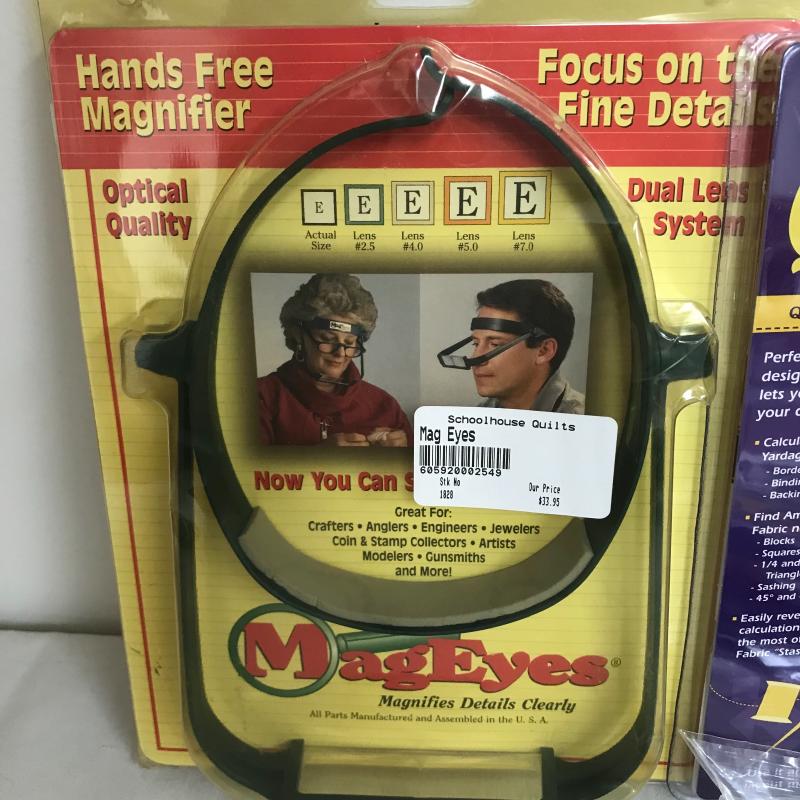 Hands Free
Magnifier
Focus on the
Fine Details
Optical
Quality
Dual Lens
System
E E E E E
Actual Size
Lens #2.5
Lens #4.0
Lens #5.0
Lens #7.0
Schoolhouse Quilts
Mag Eyes
605920002549
Stk No
1828
Our Price
$33.95
Now You Can S
Great For:
Crafters • Anglers • Engineers • Jewelers
Coin & Stamp Collectors • Artists
Modelers • Gunsmiths
and More!
MagEyes®
Magnifies Details Clearly
All Parts Manufactured and Assembled in the U. S. A.
Q
Perfe
desig
lets y
your
Calcul
Yardag
- Borde
- Bindi
- Backi
Find Am
Fabric n
- Blocks
- Squares
- 1/4 and
Triangl
- Sashing
- 45° and
Easily reve
calculation
the most of
Fabric "Stas